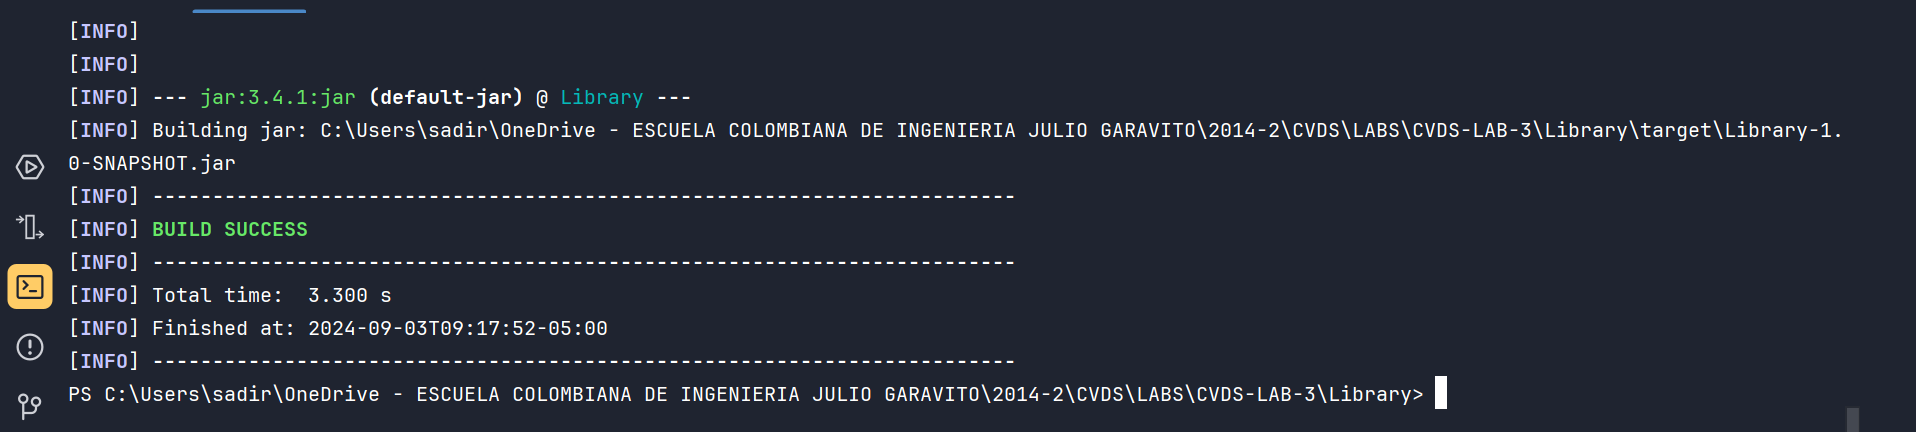 [INFO]
[INFO]
[INFO] --- jar:3.4.1:jar (default-jar) @ Library ---
[INFO] Building jar: C:\Users\sadir\OneDrive - ESCUELA COLOMBIANA DE INGENIERIA JULIO GARAVITO\2014-2\CVDS\LABS\CVDS-LAB-3\Library\target\Library-1.
0-SNAPSHOT.jar
[INFO] ------------------------------------------------------------------------
[INFO] BUILD SUCCESS
[INFO] ------------------------------------------------------------------------
[INFO] Total time:  3.300 s
[INFO] Finished at: 2024-09-03T09:17:52-05:00
[INFO] ------------------------------------------------------------------------
PS C:\Users\sadir\OneDrive - ESCUELA COLOMBIANA DE INGENIERIA JULIO GARAVITO\2014-2\CVDS\LABS\CVDS-LAB-3\Library>